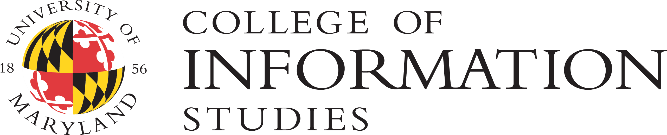 UNIVERSITY OF
18 56
MARYLAND
COLLEGE OF
INFORMATION
STUDIES